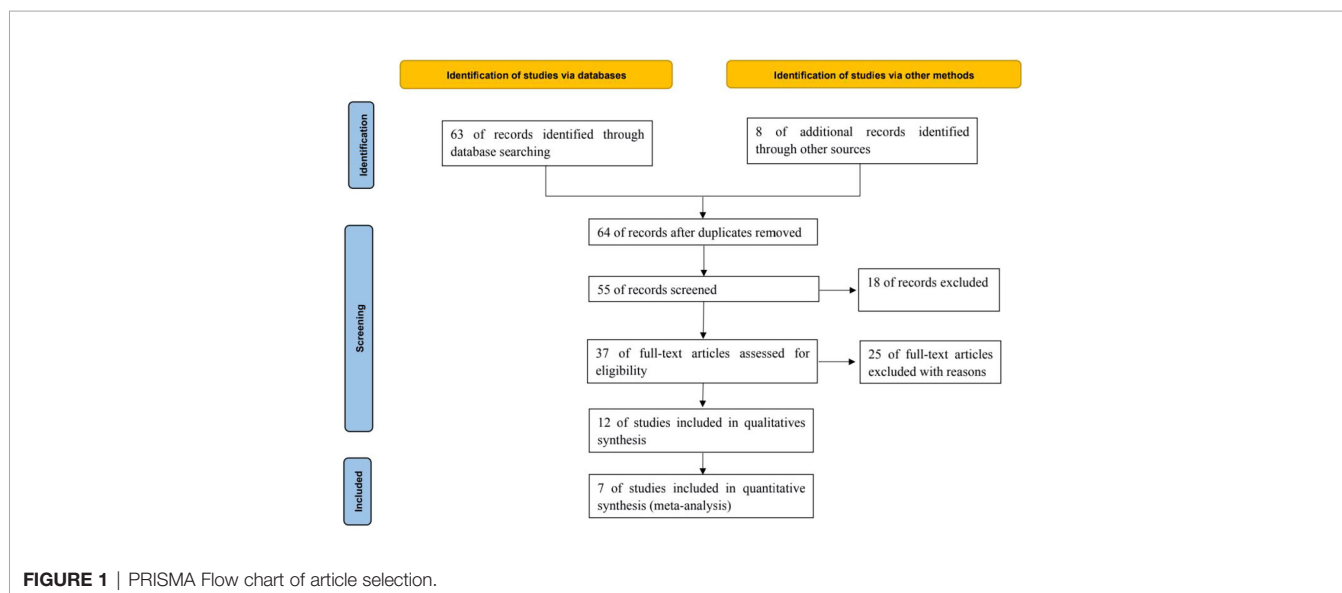 Identification of studies via databases
Identification of studies via other methods
Identification
63 of records identified through
database searching
8 of additional records identified
through other sources
Screening
64 of records after duplicates removed
55 of records screened
18 of records excluded
37 of full-text articles assessed for
eligibility
25 of full-text articles
excluded with reasons
12 of studies included in qualitatives
synthesis
Included
7 of studies included in quantitative
synthesis (meta-analysis)
FIGURE 1 | PRISMA Flow chart of article selection.